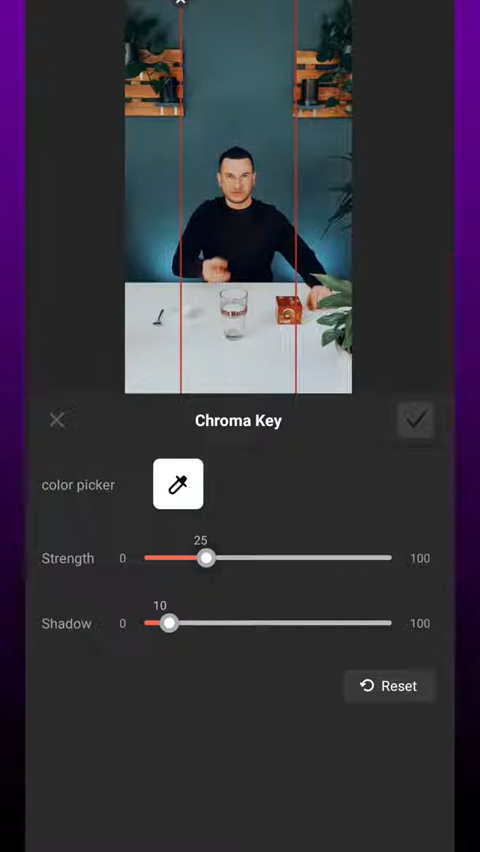 Chroma Key
color picker
25
Strength 0 100
10
Shadow 0 100
Reset